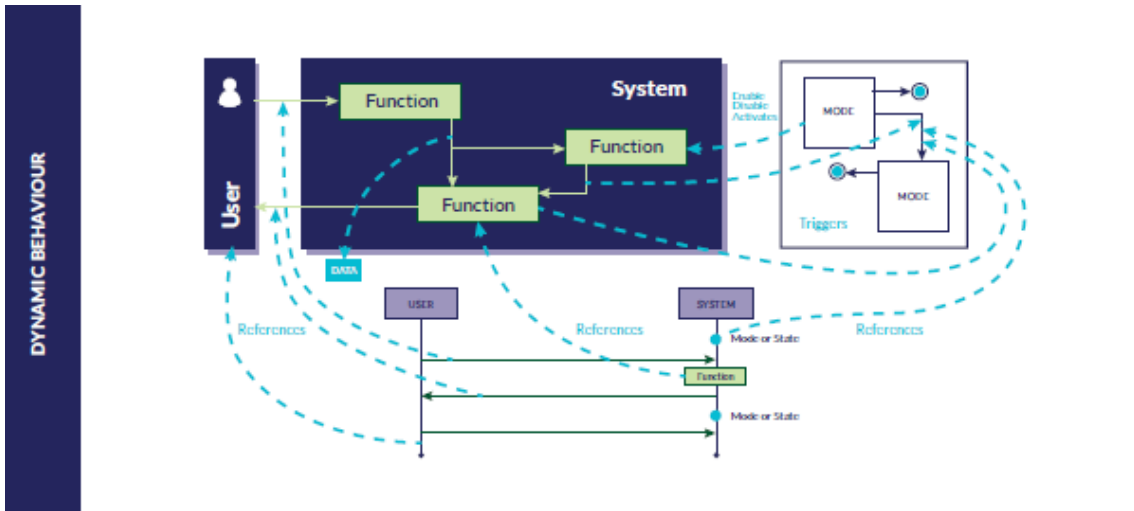 DYNAMIC BEHAVIOUR
User
System
Function
Function
Function
DATA
Enable
Disable
Activates
MODE
MODE
Triggers
USER
SYSTEM
References
References
References
Mode or State
Function
Mode or State